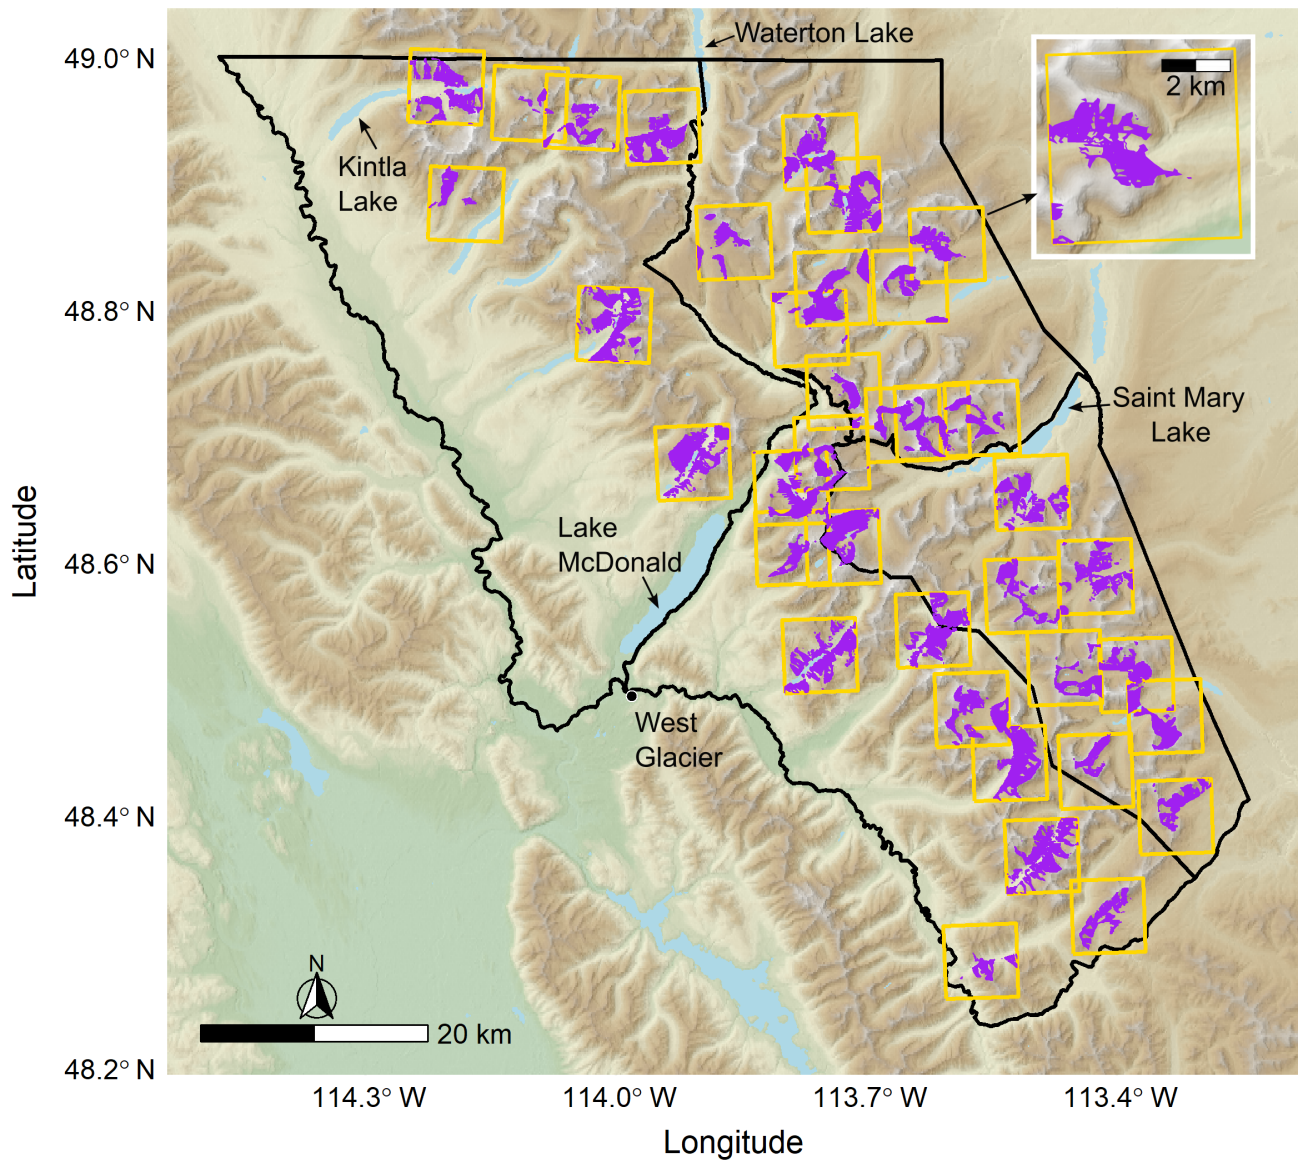 Waterton Lake
49.0° N
2 km
Kintla
Lake
48.8° N
Saint Mary
Lake
Latitude
Lake
McDonald
48.6° N
West
Glacier
48.4° N
N
20 km
48.2° N
114.3° W
114.0° W
113.7° W
113.4° W
Longitude